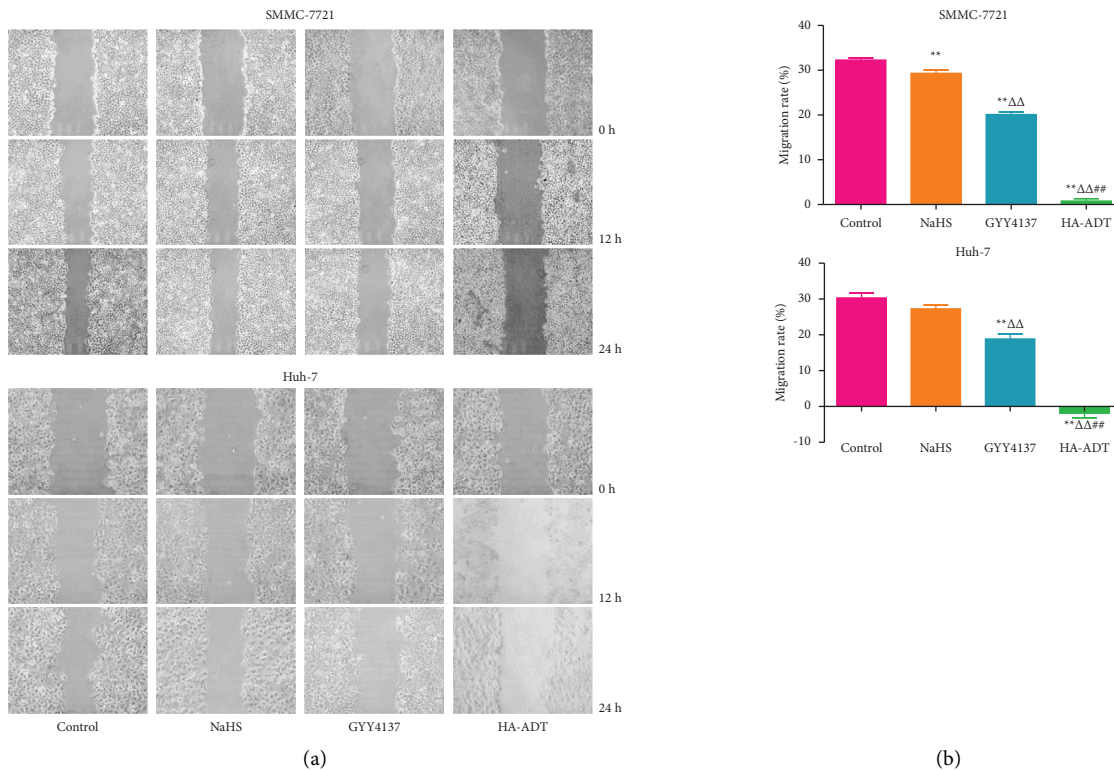 SMMC-7721
0 h
12 h
24 h
Huh-7
0 h
12 h
24 h
Control NaHS GYY4137 HA-ADT
(a)
SMMC-7721
Migration rate (%)
40
30
20
10
0
**
**ΔΔ
**ΔΔ##
Control NaHS GYY4137 HA-ADT
Huh-7
Migration rate (%)
40
30
20
10
0
-10
**ΔΔ
**ΔΔ##
Control NaHS GYY4137 HA-ADT
(b)